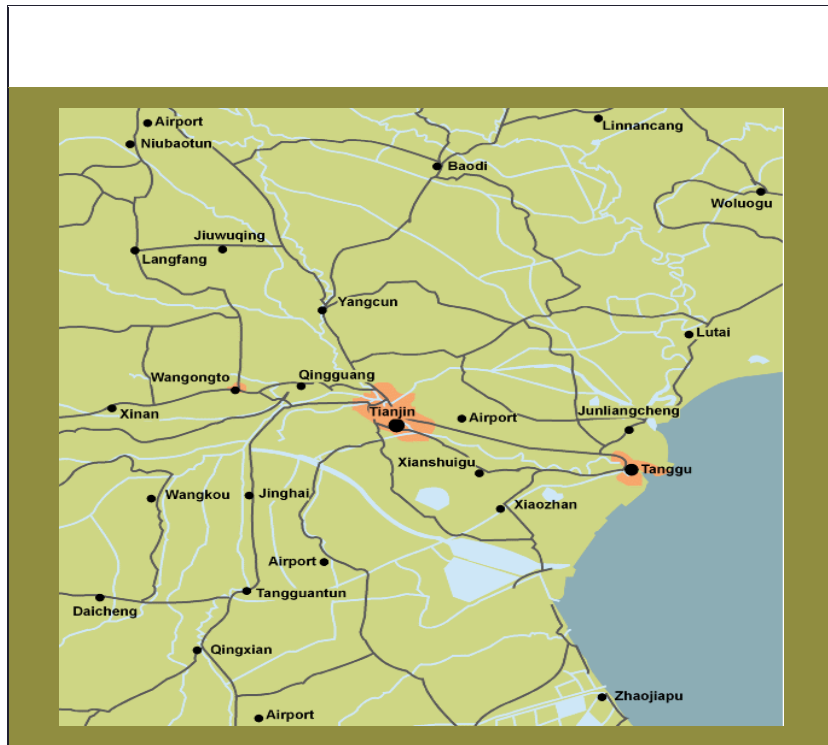 Airport
Linnancang
Niubaotun
Baodi
Woluogu
Jiuwuqing
Langfang
Yangcun
Lutai
Qingguang
Wangongto
Xinan
Tianjin
Airport
Junliangcheng
Xianshuigu
Tanggu
Wangkou
Jinghai
Xiaozhan
Airport
Tangguantun
Daicheng
Qingxian
Zhaojiapu
Airport